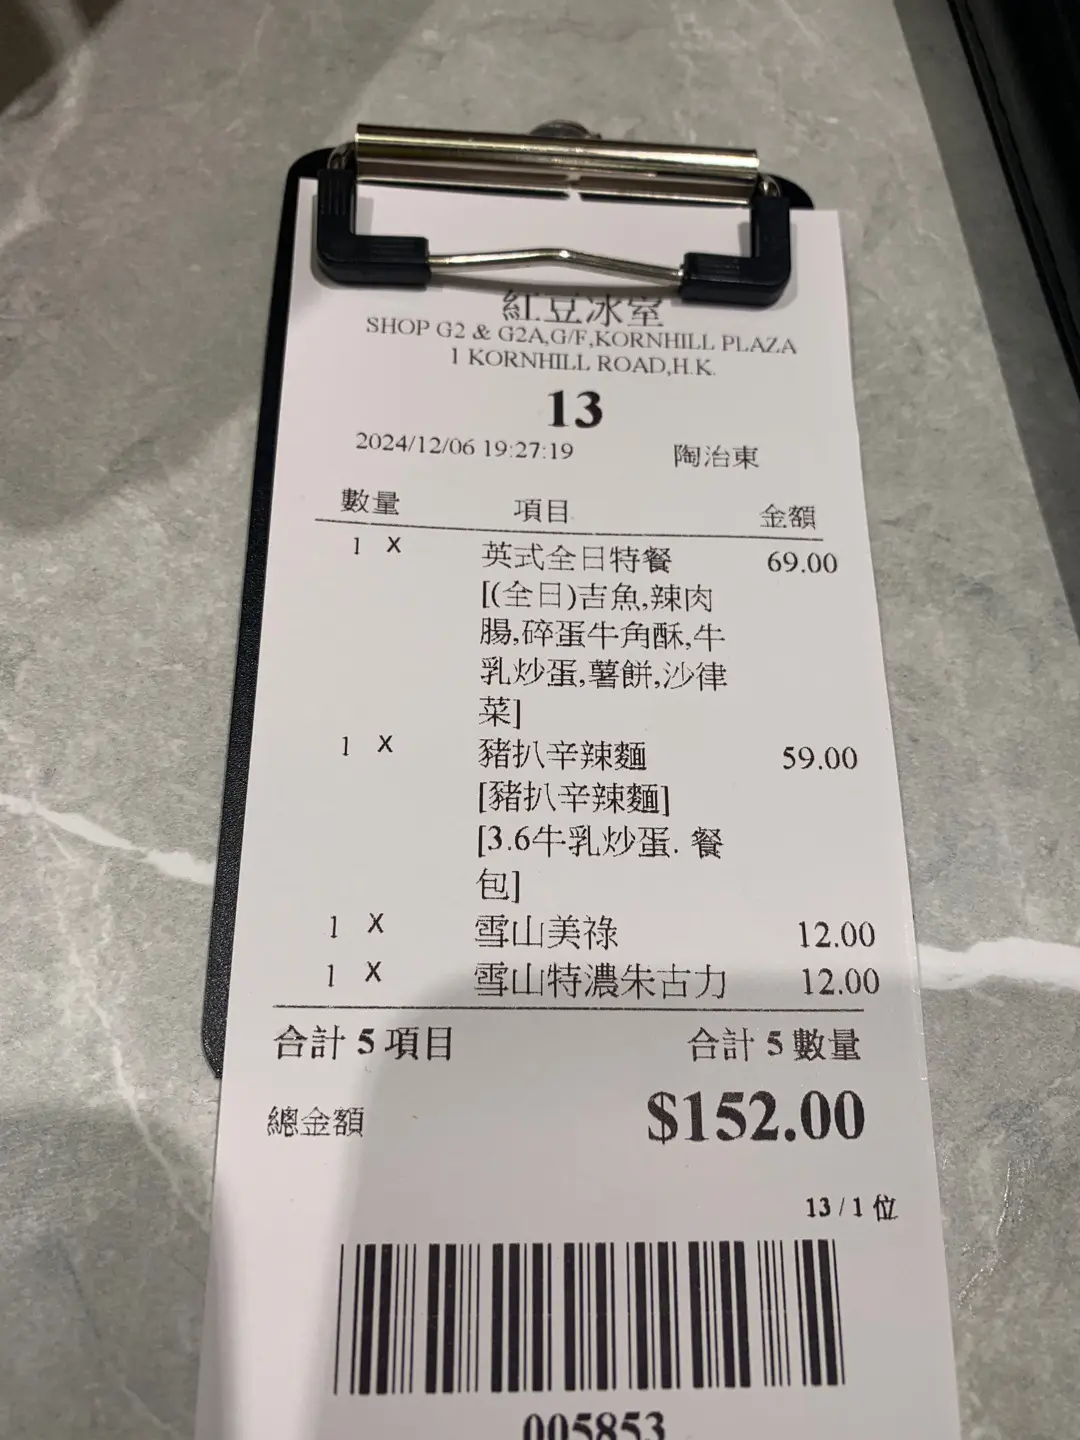 紅豆冰室
SHOP G2 & G2A,G/F,KORNHILL PLAZA
1 KORNHILL ROAD,H.K.
13
2024/12/06 19:27:19 陶治東
數量 項目 金額
1 X 英式全日特餐 69.00
[(全日)吉魚,辣肉
腸,碎蛋牛角酥,牛
乳炒蛋,薯餅,沙律
菜]
1 X 豬扒辛辣麵 59.00
[豬扒辛辣麵]
[3.6牛乳炒蛋. 餐
包]
1 X 雪山美祿 12.00
1 X 雪山特濃朱古力 12.00
合計 5 項目 合計 5 數量
總金額 $152.00
13 / 1 位
005853